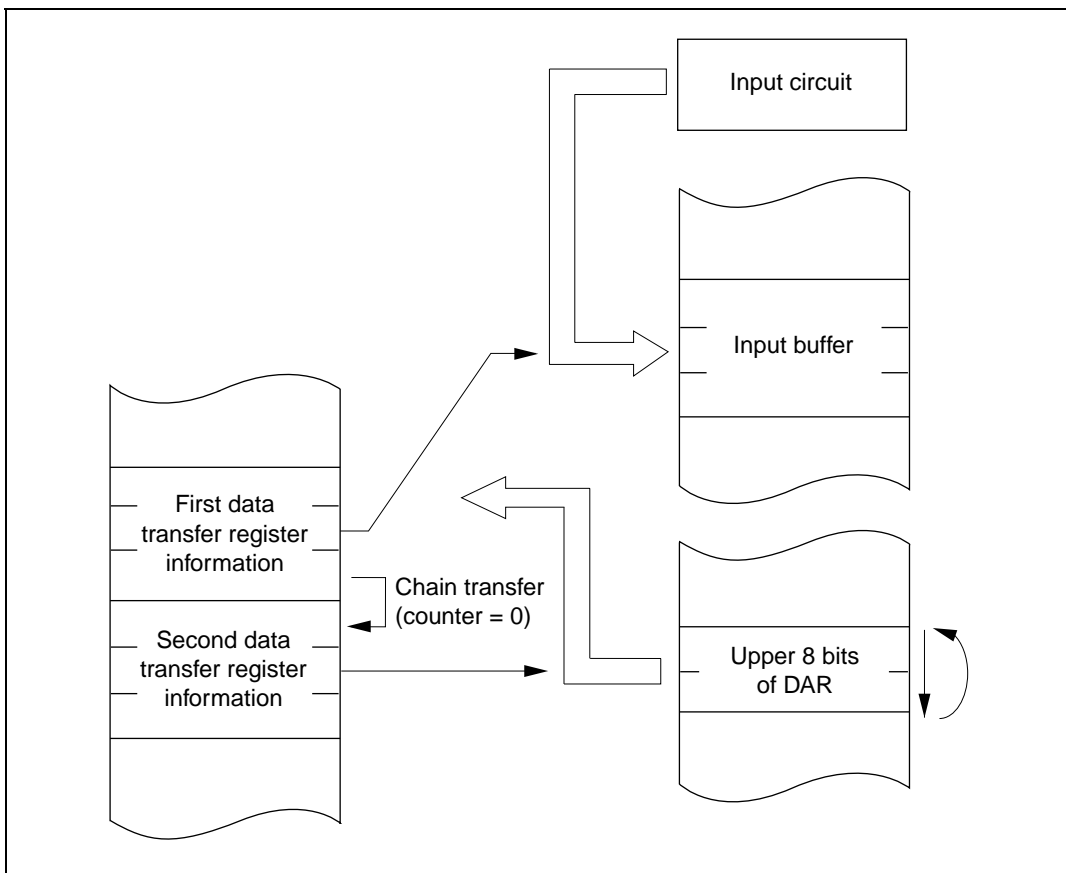 Input circuit
Input buffer
First data
transfer register
information
Chain transfer
(counter = 0)
Second data
transfer register
information
Upper 8 bits
of DAR